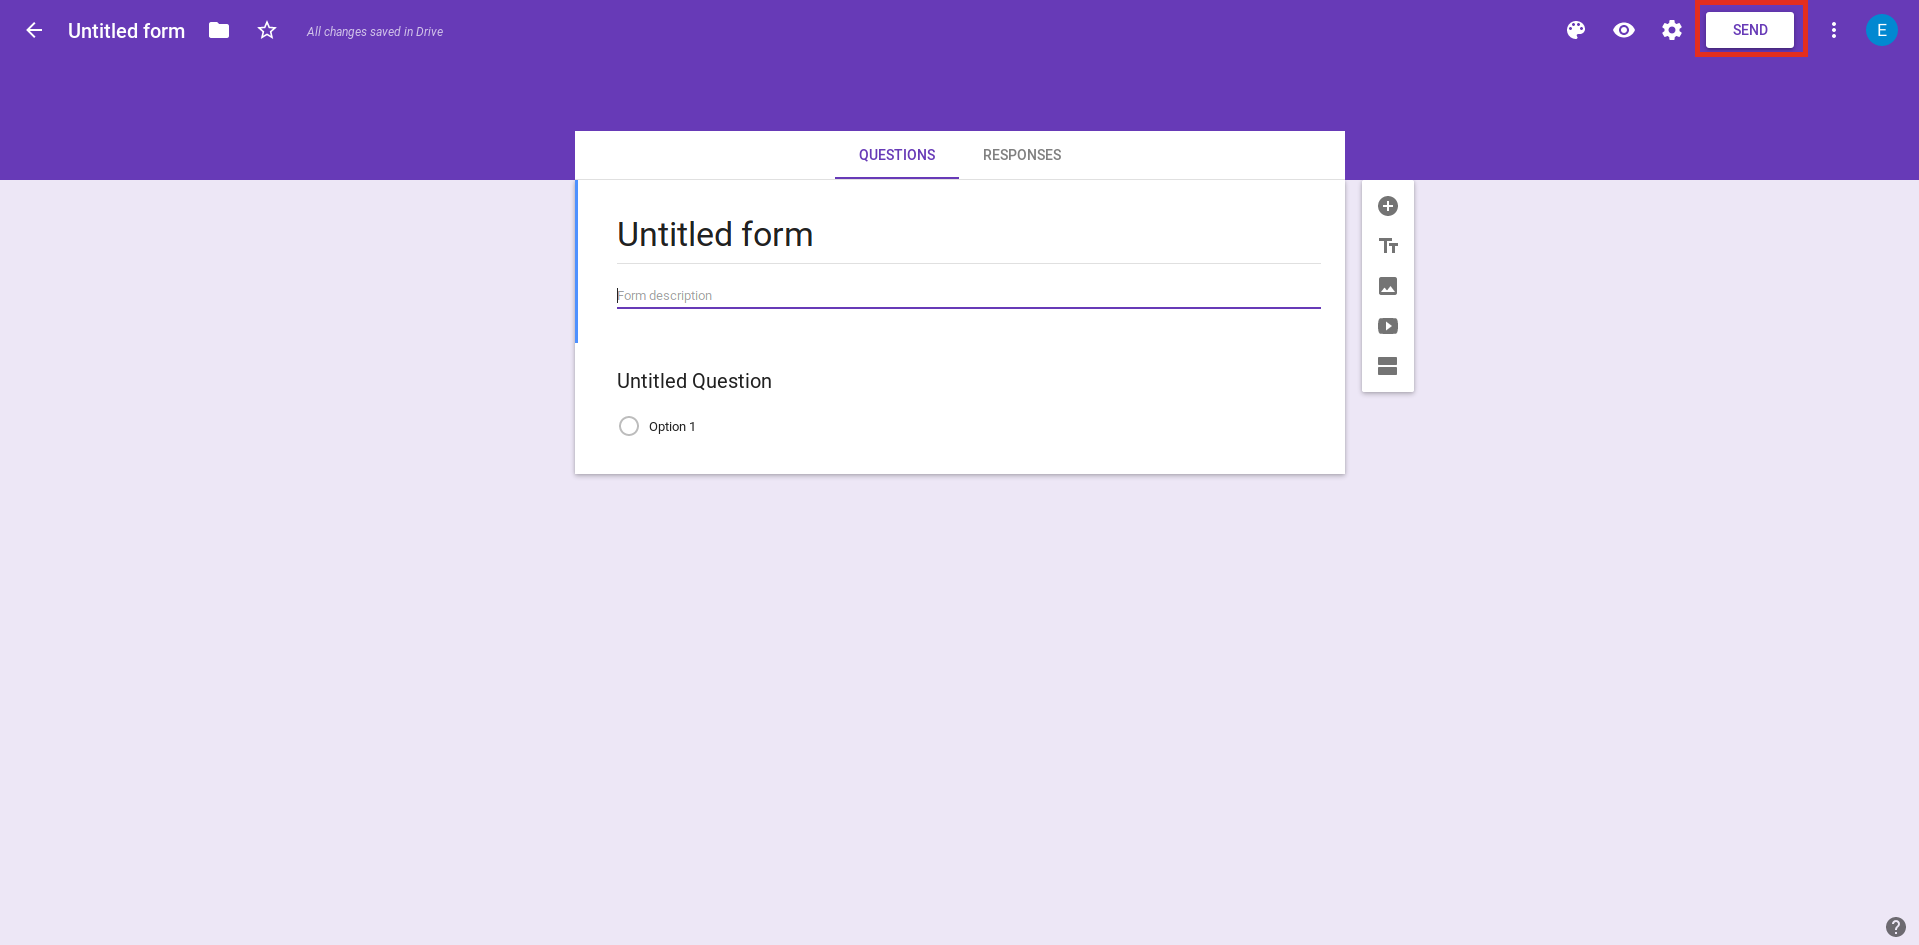 Untitled form
All changes saved in Drive
SEND
E
QUESTIONS
RESPONSES
Untitled form
Form description
Untitled Question
Option 1